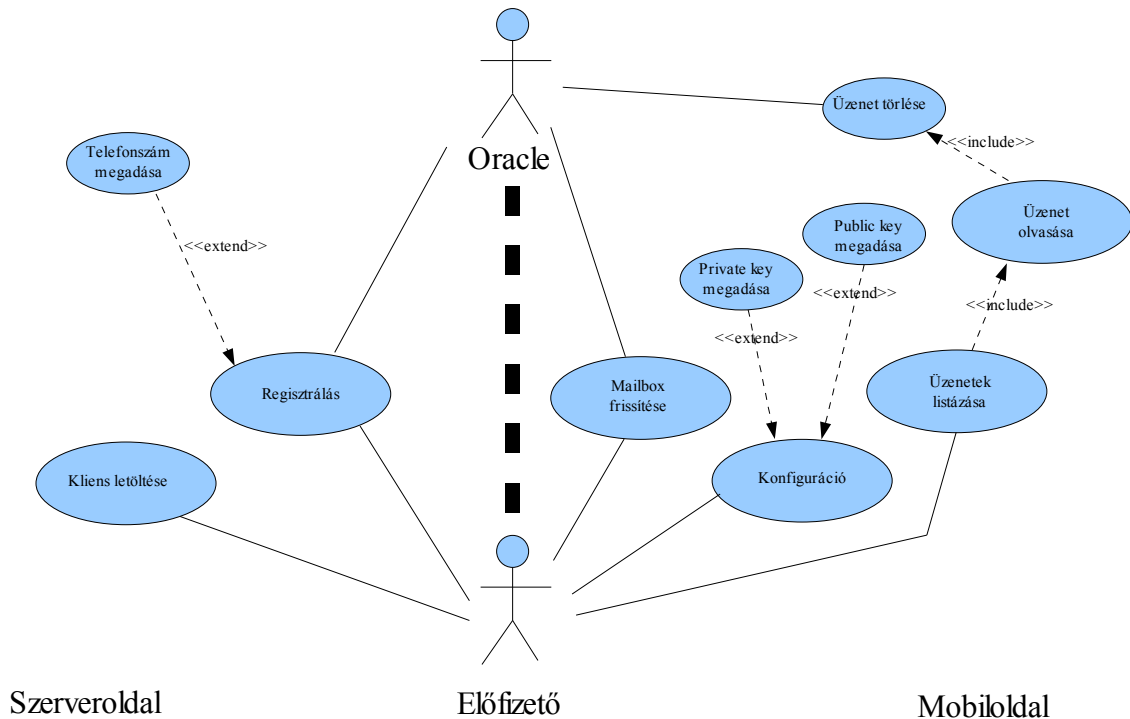 Üzenet törlése
<<include>>
Telefonszám
megadása
Oracle
Üzenet
olvasása
Public key
megadása
<<extend>>
Private key
megadása
<<extend>>
<<include>>
<<extend>>
Regisztrálás
Mailbox
frissítése
Üzenetek
listázása
Kliens letöltése
Konfiguráció
Szerveroldal
Előfizető
Mobiloldal